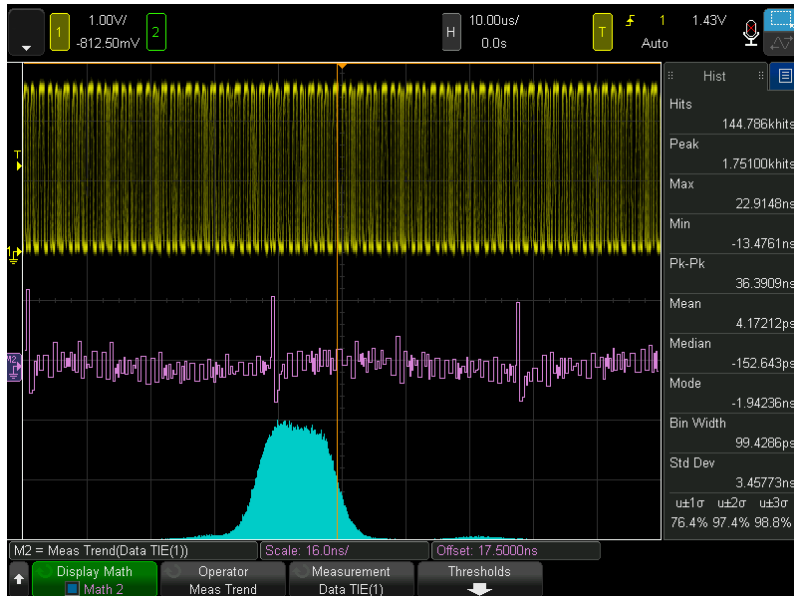 1 1.00V/ 2 H 10.00us/ T 1 1.43V
-812.50mV 0.0s Auto
Hist
Hits
144.786khits
Peak
1.75100khits
Max
22.9148ns
Min
-13.4761ns
Pk-Pk
36.3909ns
Mean
4.17212ps
Median
-152.643ps
Mode
-1.94236ns
Bin Width
99.4286ps
Std Dev
3.45773ns
u±1σ u±2σ u±3σ
76.4% 97.4% 98.8%
T
1
M2
M2 = Meas Trend(Data TIE(1)) Scale: 16.0ns/ Offset: 17.5000ns
Display Math Operator Measurement Thresholds
Math 2 Meas Trend Data TIE(1)